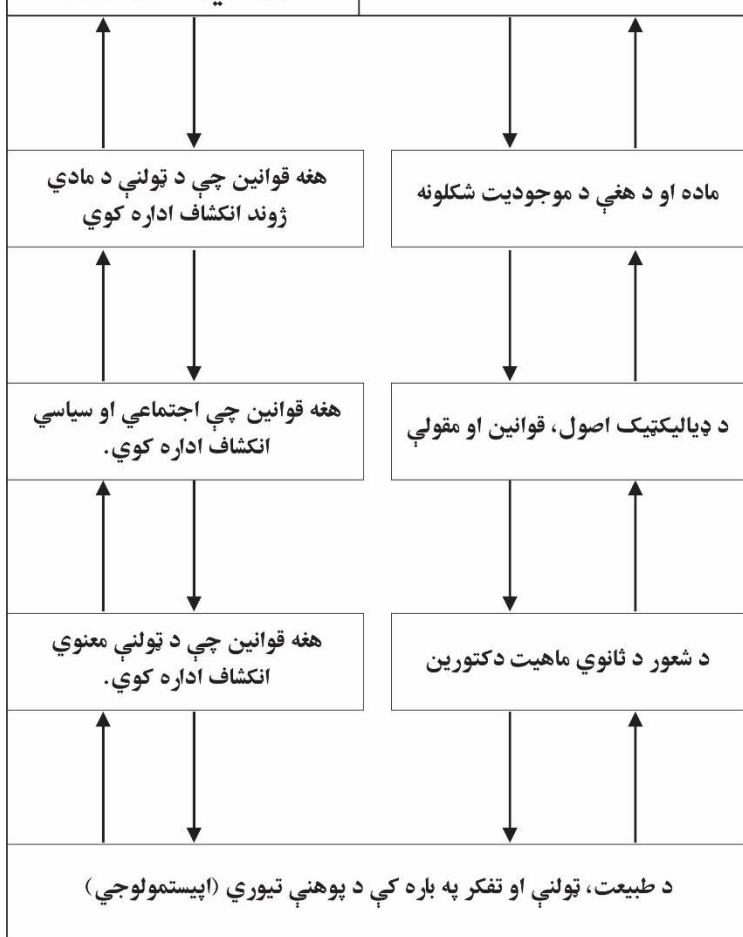 ماده او د هغې د موجوديت شکلونه
هغه قوانين چې د ټولنې د مادي
ژوند انکشاف اداره کوي
د ډياليکټيک اصول، قوانين او مقولې
هغه قوانين چې اجتماعي او سياسي
انکشاف اداره کوي.
د شعور د ثانوي ماهيت دکتورين
هغه قوانين چې د ټولنې معنوي
انکشاف اداره کوي.
د طبيعت، ټولنې او تفکر په باره کې د پوهنې تيوري (اپيستمولوجي)